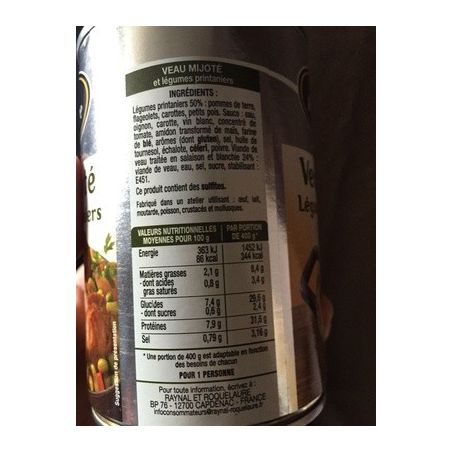 VEAU MIJOTÉ
et légumes printaniers
INGRÉDIENTS :
Légumes printaniers 50% : pommes de terre,
flageolets, carottes, petits pois. Sauce : eau,
oignon, carotte, vin blanc, concentré de
tomate, amidon transformé de maïs, farine
de blé, arômes (dont gluten), sel, huile de
tournesol, échalote, céleri, poivre. Viande de
veau traitée en salaison et blanchie 24% :
viande de veau, eau, sel, sucre, stabilisant :
E451.
Ce produit contient des sulfites.
Fabriqué dans un atelier utilisant : œuf, lait,
moutarde, poisson, crustacés et mollusques.
VALEURS NUTRITIONNELLES PAR PORTION
MOYENNES POUR 100 g DE 400 g*
Energie 363 kJ 1452 kJ
86 kcal 344 kcal
Matières grasses 2,1 g 8,4 g
- dont acides 0,8 g 3,4 g
gras saturés
Glucides 7,4 g 29,6 g
- dont sucres 0,6 g 2,4 g
Protéines 7,9 g 31,6 g
Sel 0,79 g 3,16 g
* Une portion de 400 g est adaptable en fonction
des besoins de chacun.
POUR 1 PERSONNE
Pour toute information, écrivez à :
RAYNAL ET ROQUELAURE
BP 76 - 12700 CAPDENAC - FRANCE
infoconsommateurs@raynal-roquelaure.fr
Suggestion de présentation
é
ers
Ve
Légu